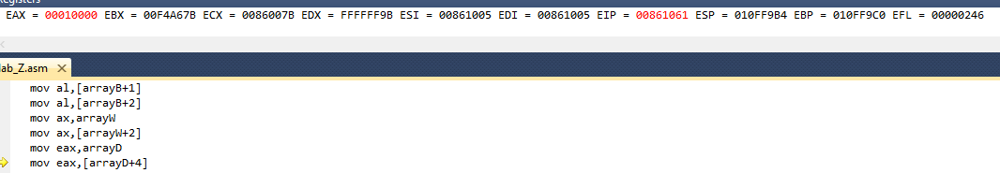 EAX = 00010000 EBX = 00F4A67B ECX = 0086007B EDX = FFFFFF9B ESI = 00861005 EDI = 00861005 EIP = 00861061 ESP = 010FF9B4 EBP = 010FF9C0 EFL = 00000246
lab_Z.asm
mov al,[arrayB+1]
mov al,[arrayB+2]
mov ax,arrayW
mov ax,[arrayW+2]
mov eax,arrayD
mov eax,[arrayD+4]